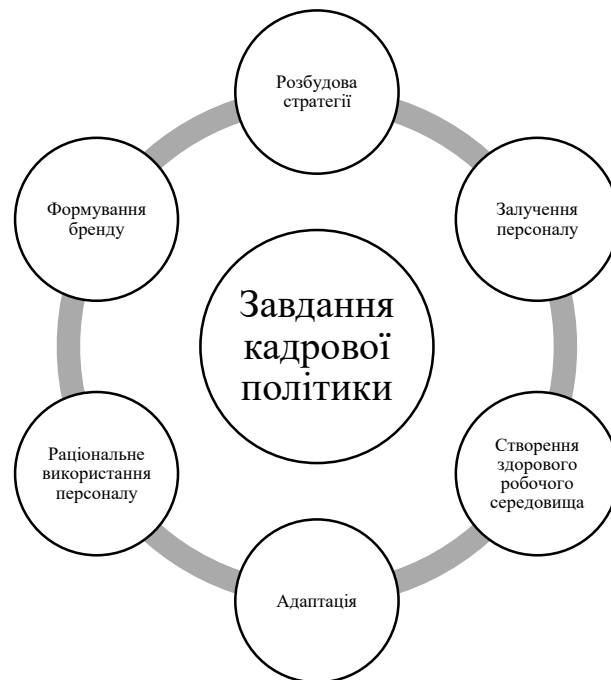 Розбудова
стратегії
Залучення
персоналу
Створення
здорового
робочого
середовища
Адаптація
Раціональне
використання
персоналу
Формування
бренду
Завдання
кадрової
політики